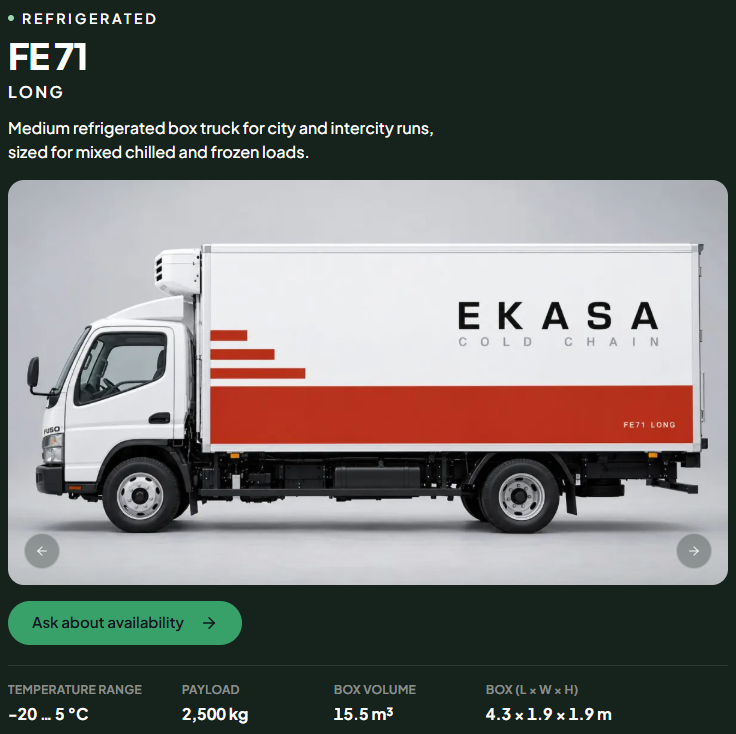 REFRIGERATED
FE 71
LONG
Medium refrigerated box truck for city and intercity runs,
sized for mixed chilled and frozen loads.
EKASA
COLD CHAIN
FE71 LONG
FUSO
Ask about availability →
TEMPERATURE RANGE
−20 … 5 °C
PAYLOAD
2,500 kg
BOX VOLUME
15.5 m³
BOX (L × W × H)
4.3 × 1.9 × 1.9 m